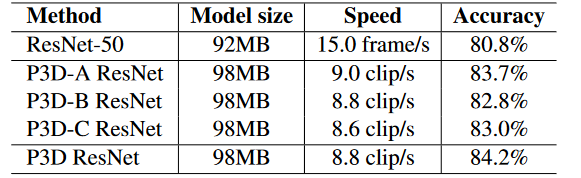 Method Model size Speed Accuracy
ResNet-50 92MB 15.0 frame/s 80.8%
P3D-A ResNet 98MB 9.0 clip/s 83.7%
P3D-B ResNet 98MB 8.8 clip/s 82.8%
P3D-C ResNet 98MB 8.6 clip/s 83.0%
P3D ResNet 98MB 8.8 clip/s 84.2%